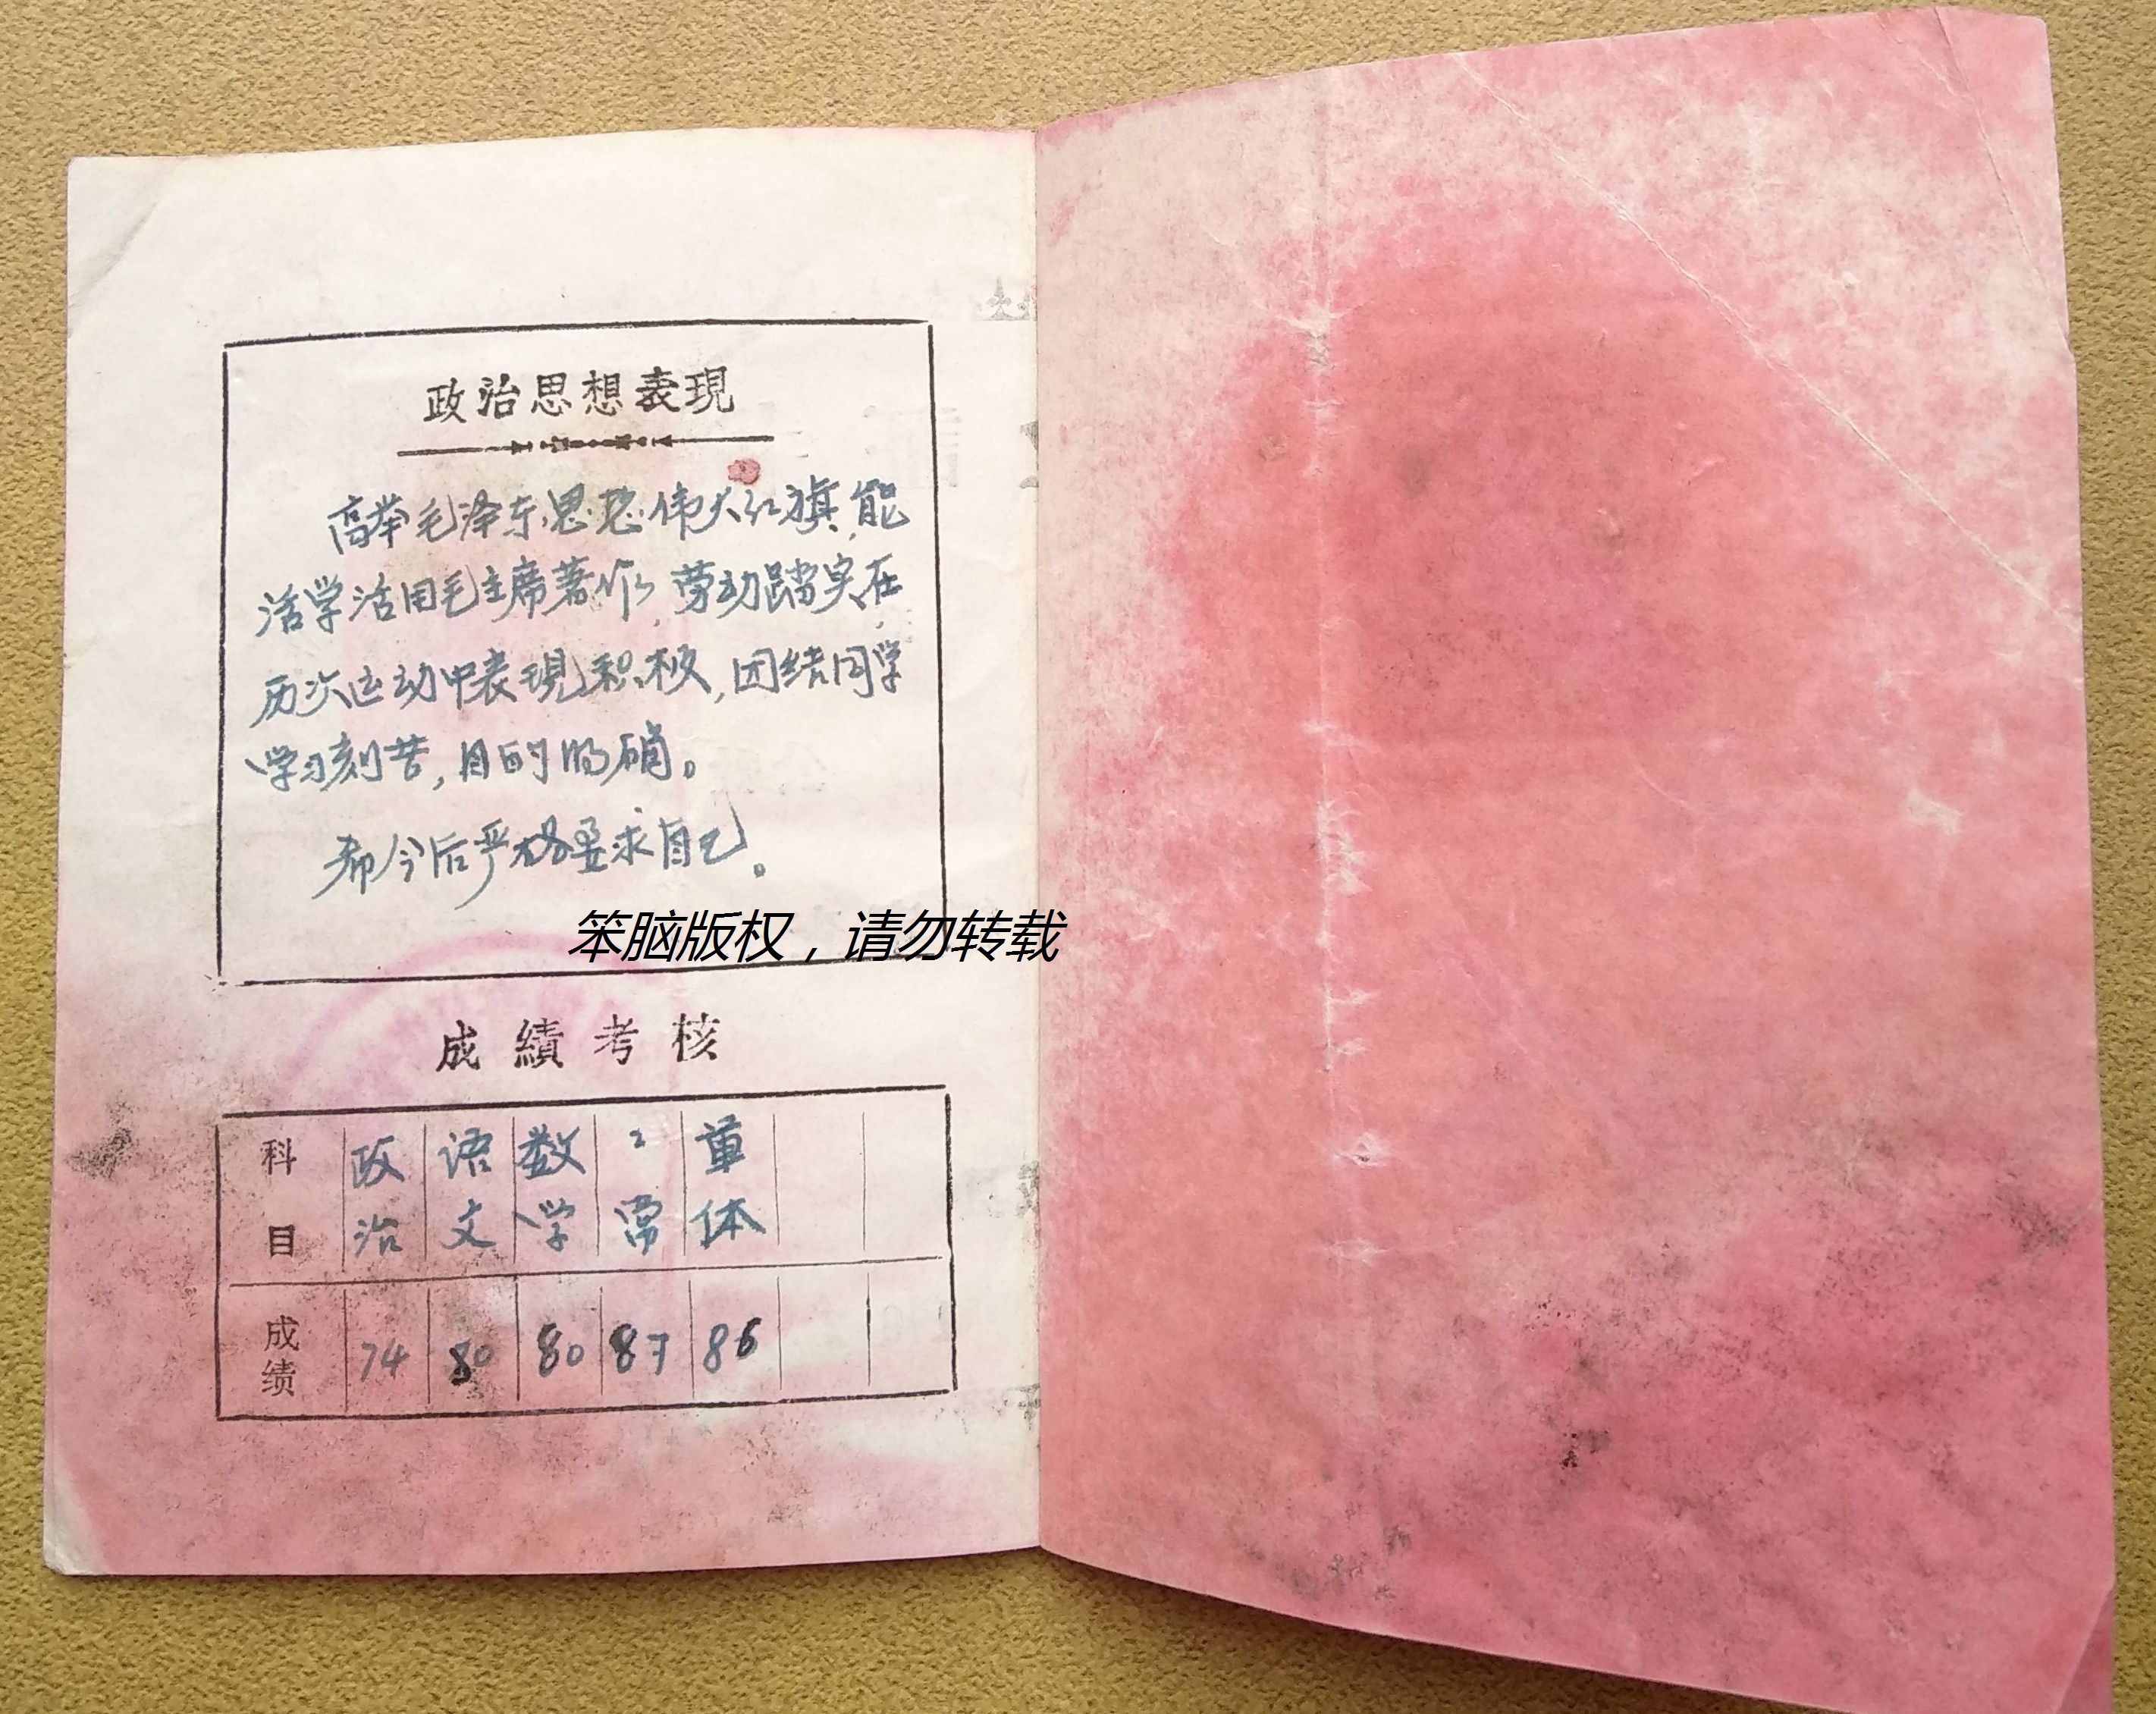 政治思想表現
高举毛泽东思想伟大红旗,能
活学活用毛主席著作,劳动踏实,在
历次运动中表現积极,团结同学
学习刻苦,目的明确。
希今后严格要求自己。
笨脑版权，请勿转载
成績考核
科目 政治 语文 数学 工常 军体
成绩 74 80 80 87 86